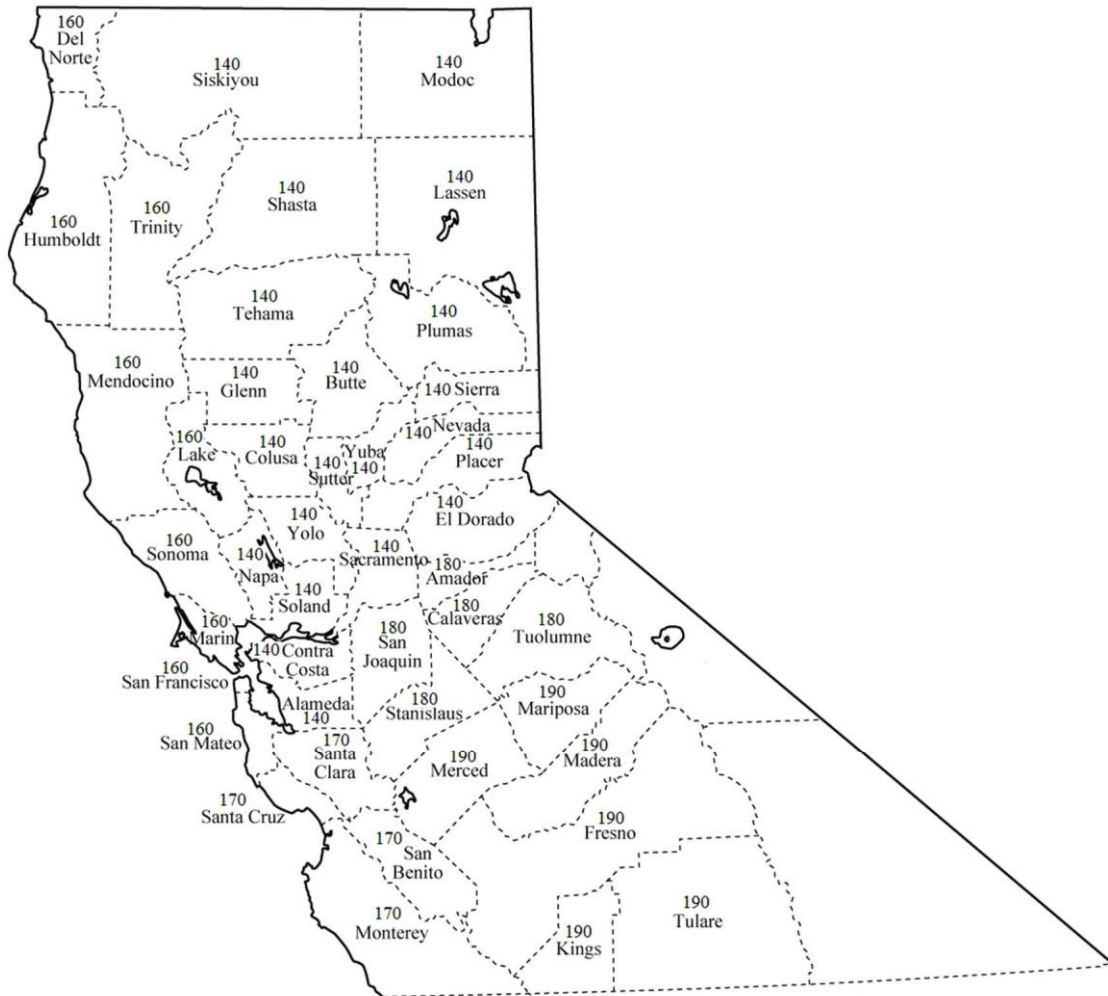 160
Del
Norte
140
Siskiyou
140
Modoc
140
Lassen
140
Shasta
160
Trinity
160
Humboldt
140
Tehama
140
Plumas
160
Mendocino
140
Glenn
140
Butte
140 Sierra
Nevada
140
140
Placer
160
Lake
140
Colusa
140
Sutter
Yuba
140
140
El Dorado
140
Yolo
160
Sonoma
140
Napa
140
Sacramento
180
Amador
140
Soland
180
Calaveras
180
Tuolumne
160
Marin
140
Contra
Costa
180
San
Joaquin
160
San Francisco
Alameda
140
180
Stanislaus
190
Mariposa
160
San Mateo
170
Santa
Clara
190
Merced
190
Madera
170
Santa Cruz
190
Fresno
170
San
Benito
170
Monterey
190
Kings
190
Tulare